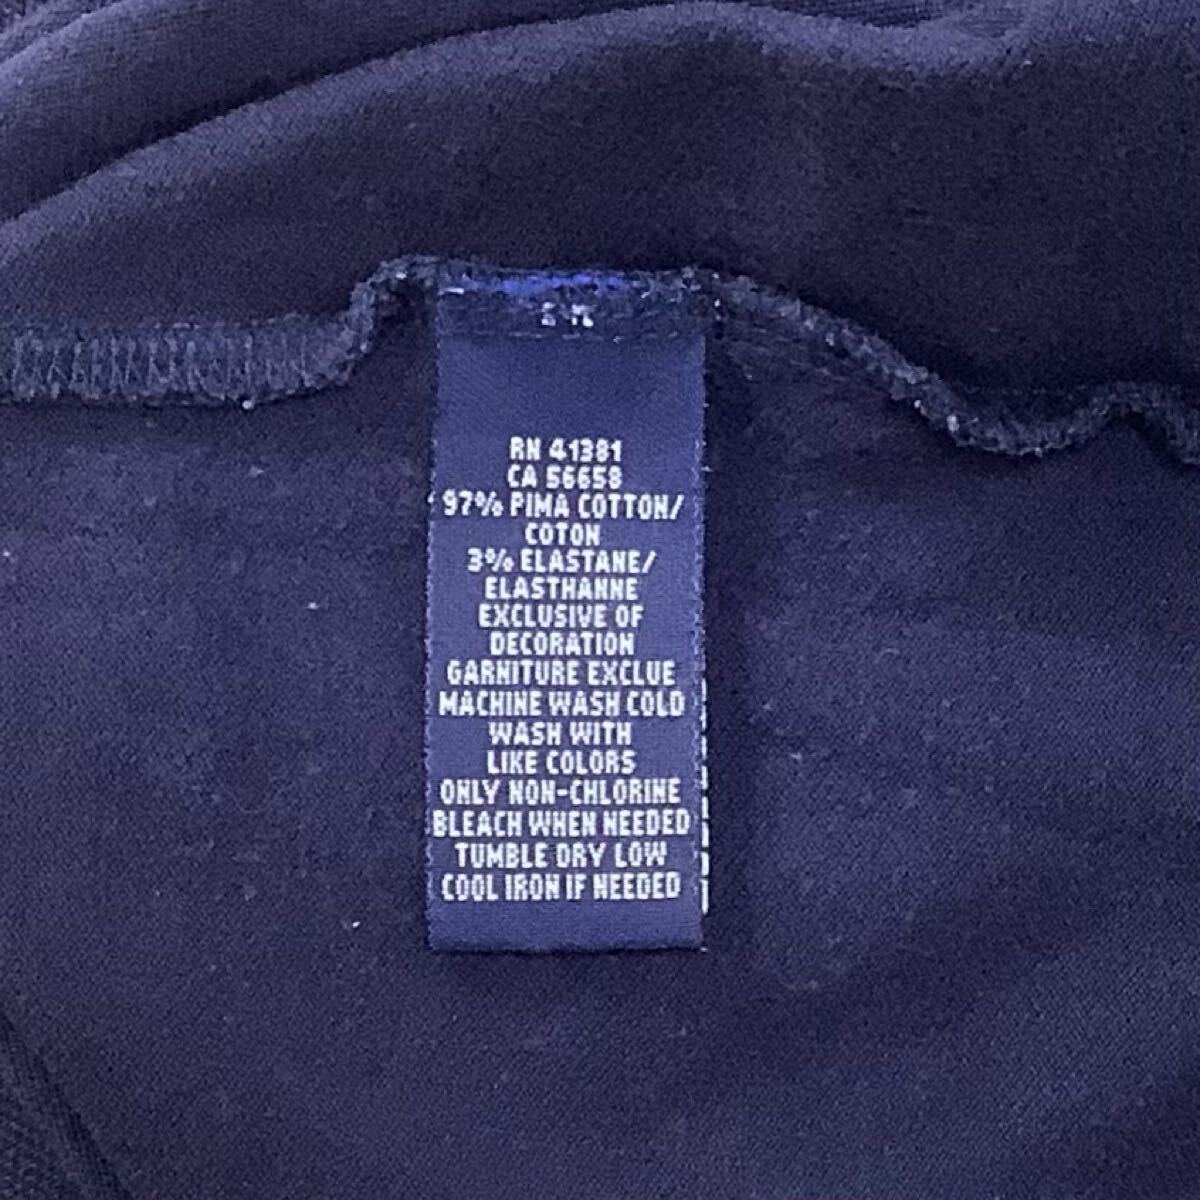 RN 41381
CA 56658
97% PIMA COTTON/
COTON
3% ELASTANE/
ELASTHANNE
EXCLUSIVE OF
DECORATION
GARNITURE EXCLUE
MACHINE WASH COLD
WASH WITH
LIKE COLORS
ONLY NON-CHLORINE
BLEACH WHEN NEEDED
TUMBLE DRY LOW
COOL IRON IF NEEDED